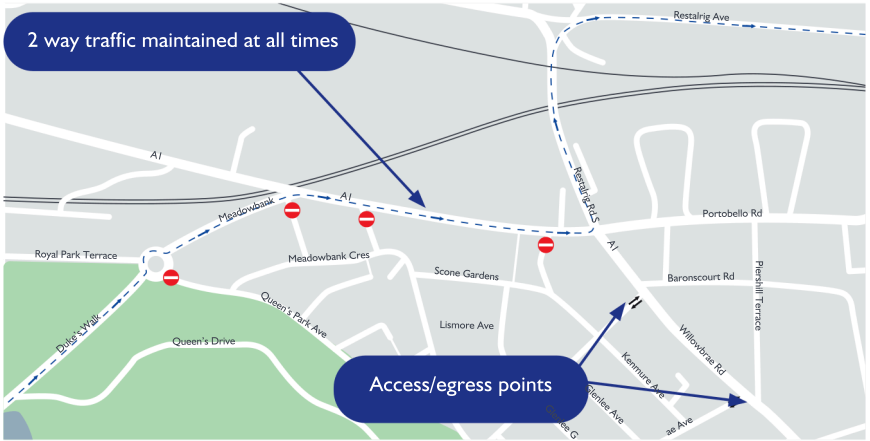 Restalrig Ave
2 way traffic maintained at all times
A1
A1
Restalrig Rd S
Meadowbank
Portobello Rd
A1
Royal Park Terrace
Meadowbank Cres
Scone Gardens
Baronscourt Rd
Piershill Terrace
Queen's Park Ave
Duke's Walk
Lismore Ave
Queen's Drive
Willowbrae Rd
Kenmure Ave
Access/egress points
Glenlee Ave
ae Ave